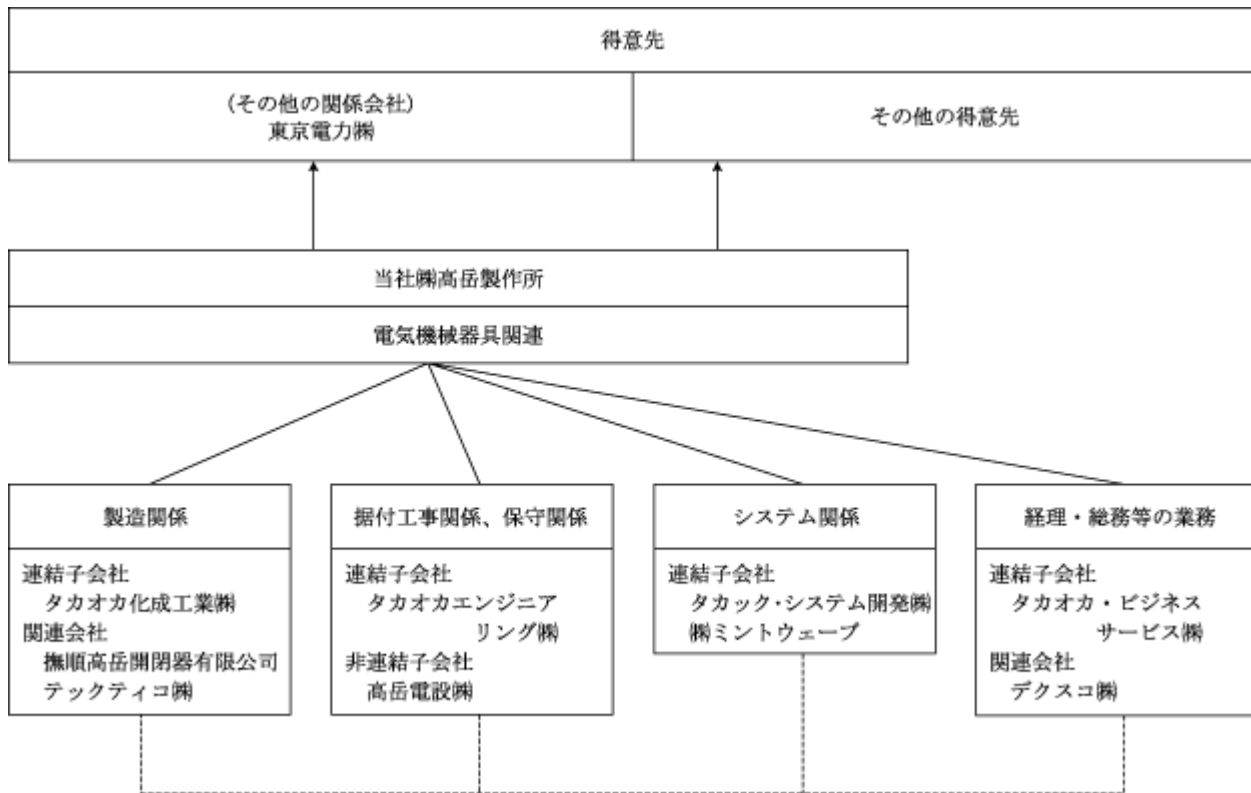 得意先
(その他の関係会社)
東京電力㈱
その他の得意先
当社㈱髙岳製作所
電気機械器具関連
製造関係
連結子会社
タカオカ化成工業㈱
関連会社
撫順高岳開閉器有限公司
テックティコ㈱
据付工事関係、保守関係
連結子会社
タカオカエンジニア
リング㈱
非連結子会社
高岳電設㈱
システム関係
連結子会社
タカック・システム開発㈱
㈱ミントウェーブ
経理・総務等の業務
連結子会社
タカオカ・ビジネス
サービス㈱
関連会社
デクスコ㈱